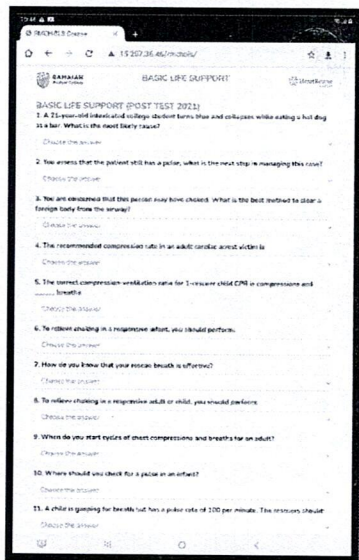 RAMAIAH
BASIC LIFE SUPPORT
BASIC LIFE SUPPORT (POST TEST 2021)
1. A 21-year-old intoxicated college student turns blue and collapses while eating a hot dog
at a bar. What is the most likely cause?
Choose the answer
2. You assess that the patient still has a pulse, what is the next step in managing this case?
Choose the answer
3. You are concerned that this person may have choked. What is the best method to clear a
foreign body from the airway?
Choose the answer
4. The recommended compression rate in an adult cardiac arrest victim is
Choose the answer
5. The correct compression-ventilation ratio for 1-rescuer child CPR is compressions and
breaths
Choose the answer
6. To relieve choking in a responsive infant, you should perform.
Choose the answer
7. How do you know that your rescue breath is effective?
Choose the answer
8. To relieve choking in a responsive adult or child, you should perform
Choose the answer
9. When do you start cycles of chest compressions and breaths for an adult?
Choose the answer
10. Where should you check for a pulse in an infant?
Choose the answer
11. A child is gasping for breath but has a pulse rate of 100 per minute. The rescuers should
Choose the answer